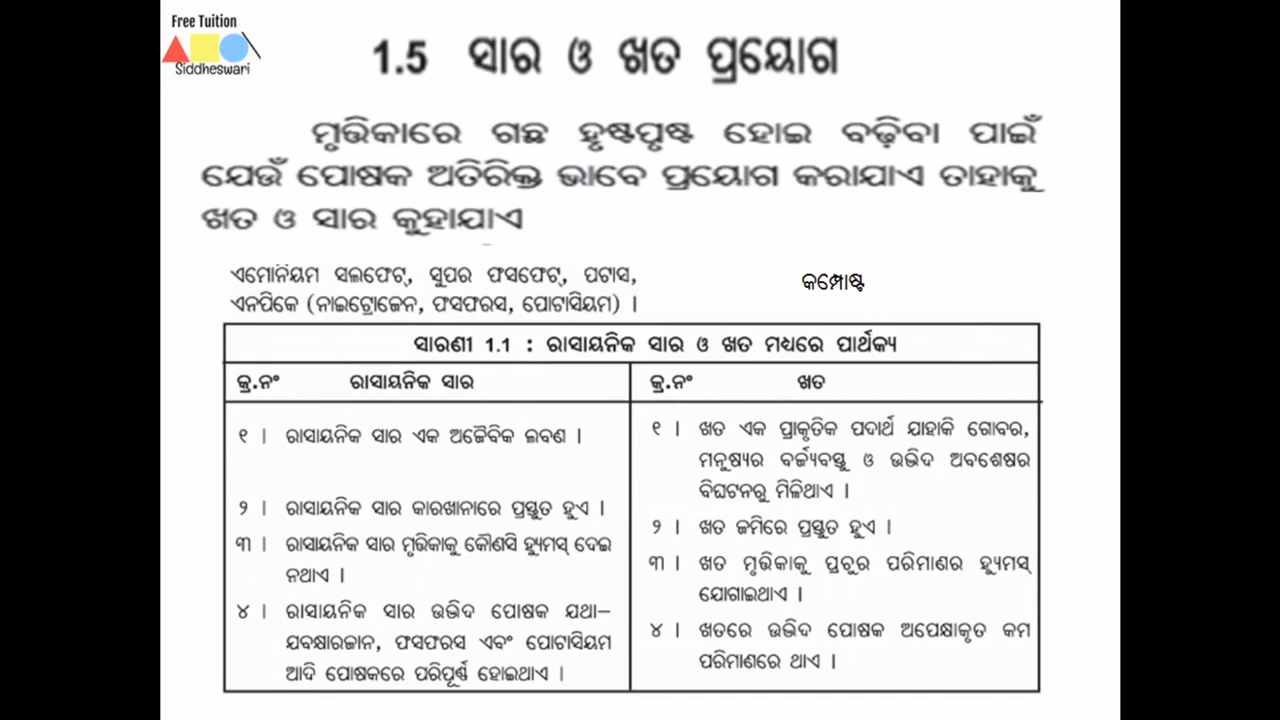 Free Tuition
Siddheswari
1.5 ସାର ଓ ଖତ ପ୍ରୟୋଗ
ମୃତ୍ତିକାରେ ଗଛ ହୃଷ୍ଟପୃଷ୍ଟ ହୋଇ ବଢ଼ିବା ପାଇଁ
ଯେଉଁ ପୋଷକ ଅତିରିକ୍ତ ଭାବେ ପ୍ରୟୋଗ କରାଯାଏ ତାହାକୁ
ଖତ ଓ ସାର କୁହାଯାଏ
ଏମୋନିୟମ ସଲଫେଟ୍, ସୁପର ଫସଫେଟ୍, ପଟାସ,
ଏନପିକେ (ନାଇଟ୍ରୋଜେନ, ଫସଫରସ, ପୋଟାସିୟମ) ।
କମ୍ପୋଷ୍ଟ
ସାରଣୀ 1.1 : ରାସାୟନିକ ସାର ଓ ଖତ ମଧ୍ୟରେ ପାର୍ଥକ୍ୟ
କ୍ର.ନଂ ରାସାୟନିକ ସାର
୧ । ରାସାୟନିକ ସାର ଏକ ଅଜୈବିକ ଲବଣ ।
୨ । ରାସାୟନିକ ସାର କାରଖାନାରେ ପ୍ରସ୍ତୁତ ହୁଏ ।
୩ । ରାସାୟନିକ ସାର ମୃତ୍ତିକାକୁ କୌଣସି ହ୍ୟୁମସ୍ ଦେଇ
ନଥାଏ ।
୪ । ରାସାୟନିକ ସାର ଉଦ୍ଭିଦ ପୋଷକ ଯଥା–
ଯବକ୍ଷାରଜାନ, ଫସଫରସ ଏବଂ ପୋଟାସିୟମ
ଆଦି ପୋଷକରେ ପରିପୂର୍ଣ୍ଣ ହୋଇଥାଏ ।
କ୍ର.ନଂ ଖତ
୧ । ଖତ ଏକ ପ୍ରାକୃତିକ ପଦାର୍ଥ ଯାହାକି ଗୋବର,
ମନୁଷ୍ୟର ବର୍ଜ୍ୟବସ୍ତୁ ଓ ଉଦ୍ଭିଦ ଅବଶେଷର
ବିଘଟନରୁ ମିଳିଥାଏ ।
୨ । ଖତ ଜମିରେ ପ୍ରସ୍ତୁତ ହୁଏ ।
୩ । ଖତ ମୃତ୍ତିକାକୁ ପ୍ରଚୁର ପରିମାଣର ହ୍ୟୁମସ୍
ଯୋଗାଇଥାଏ ।
୪ । ଖତରେ ଉଦ୍ଭିଦ ପୋଷକ ଅପେକ୍ଷାକୃତ କମ
ପରିମାଣରେ ଥାଏ ।